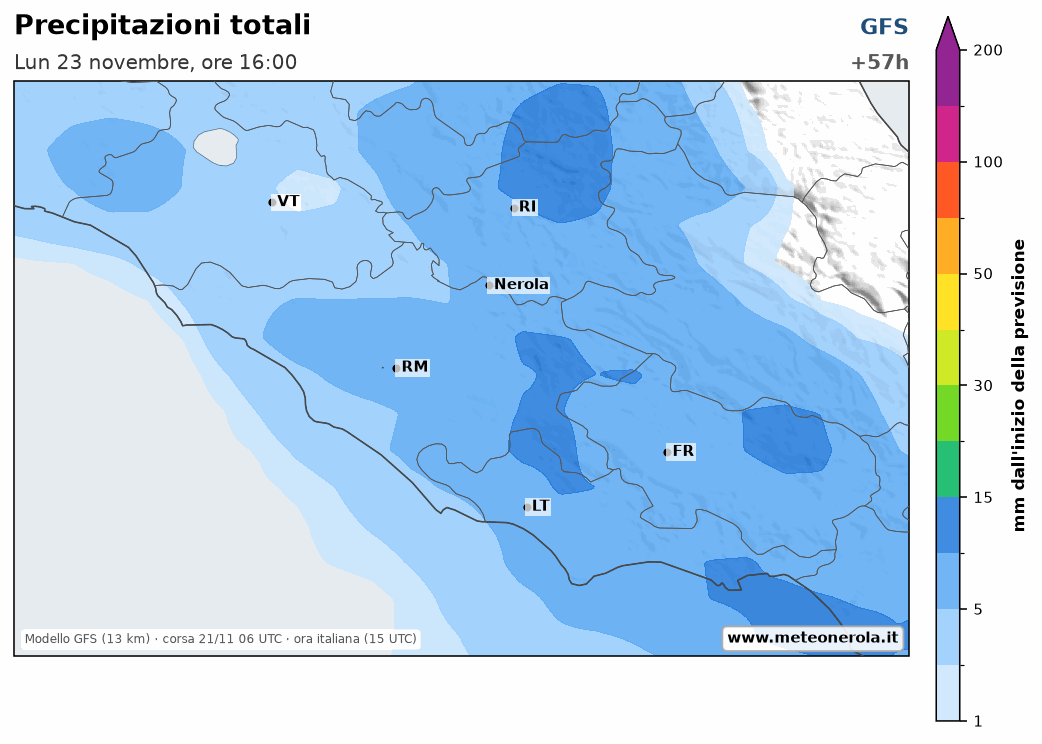 Precipitazioni totali
GFS
Lun 23 novembre, ore 16:00
+57h
200
100
50
30
15
5
1
mm dall'inizio della previsione
VT
RI
Nerola
RM
FR
LT
Modello GFS (13 km) · corsa 21/11 06 UTC · ora italiana (15 UTC)
www.meteonerola.it